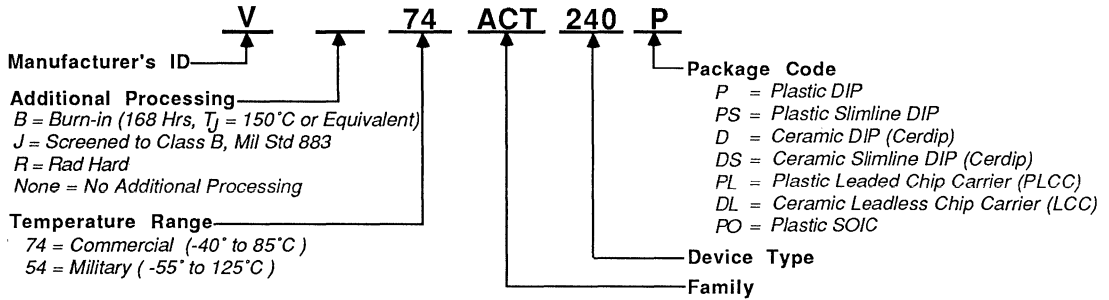 V 74 ACT 240 P
Manufacturer's ID
Additional Processing
B = Burn-in (168 Hrs, TJ = 150°C or Equivalent)
J = Screened to Class B, Mil Std 883
R = Rad Hard
None = No Additional Processing
Temperature Range
74 = Commercial (-40° to 85°C )
54 = Military ( -55° to 125°C )
Package Code
P = Plastic DIP
PS = Plastic Slimline DIP
D = Ceramic DIP (Cerdip)
DS = Ceramic Slimline DIP (Cerdip)
PL = Plastic Leaded Chip Carrier (PLCC)
DL = Ceramic Leadless Chip Carrier (LCC)
PO = Plastic SOIC
Device Type
Family